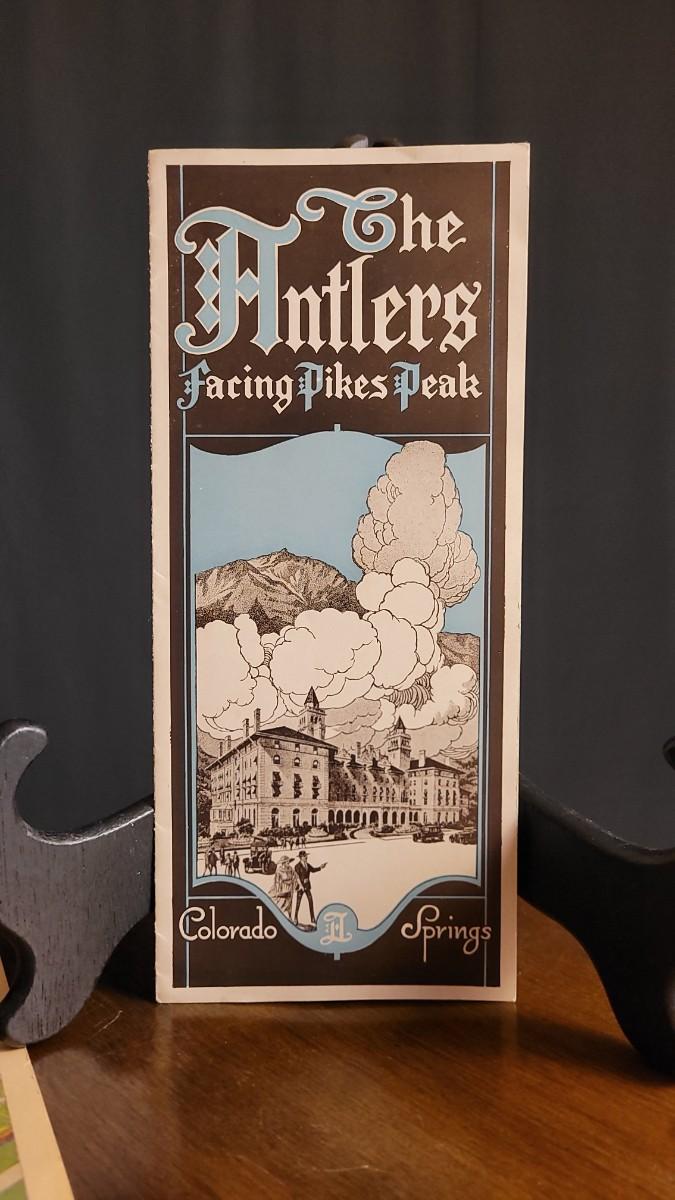 The
Antlers
Facing Pikes Peak
Colorado A Springs